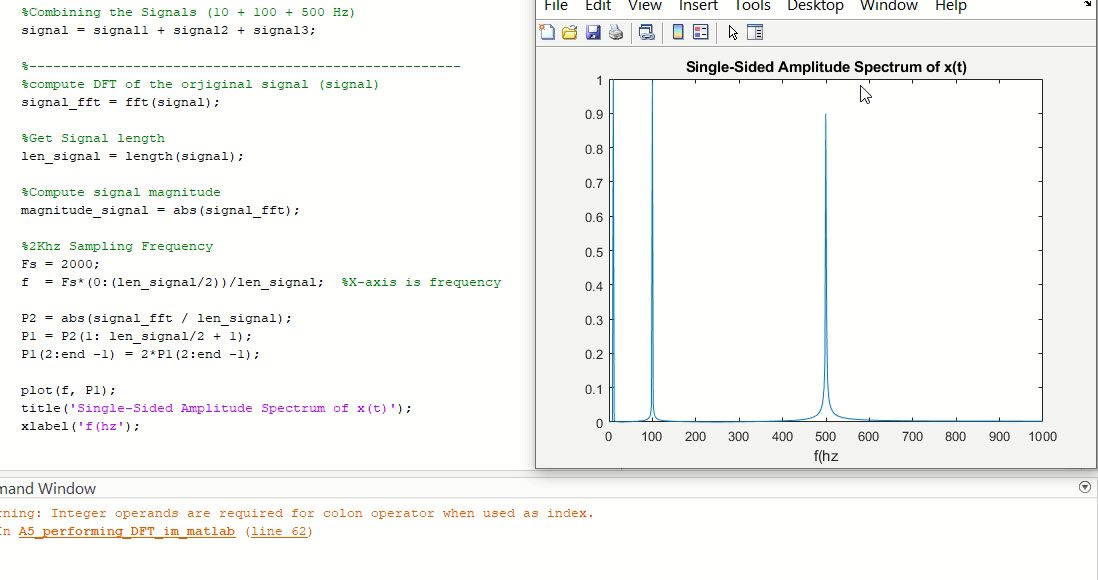 %Combining the Signals (10 + 100 + 500 Hz)
signal = signal1 + signal2 + signal3;
%------------------------------------------------------
%compute DFT of the orjiginal signal (signal)
signal_fft = fft(signal);
%Get Signal length
len_signal = length(signal);
%Compute signal magnitude
magnitude_signal = abs(signal_fft);
%2Khz Sampling Frequency
Fs = 2000;
f  = Fs*(0:(len_signal/2))/len_signal;  %X-axis is frequency
P2 = abs(signal_fft / len_signal);
P1 = P2(1: len_signal/2 + 1);
P1(2:end -1) = 2*P1(2:end -1);
plot(f, P1);
title('Single-Sided Amplitude Spectrum of x(t)');
xlabel('f(hz');
File Edit View Insert Tools Desktop Window Help
Single-Sided Amplitude Spectrum of x(t)
1
0.9
0.8
0.7
0.6
0.5
0.4
0.3
0.2
0.1
0
0 100 200 300 400 500 600 700 800 900 1000
f(hz
mand Window
rning: Integer operands are required for colon operator when used as index.
In A5_performing_DFT_im_matlab (line 62)